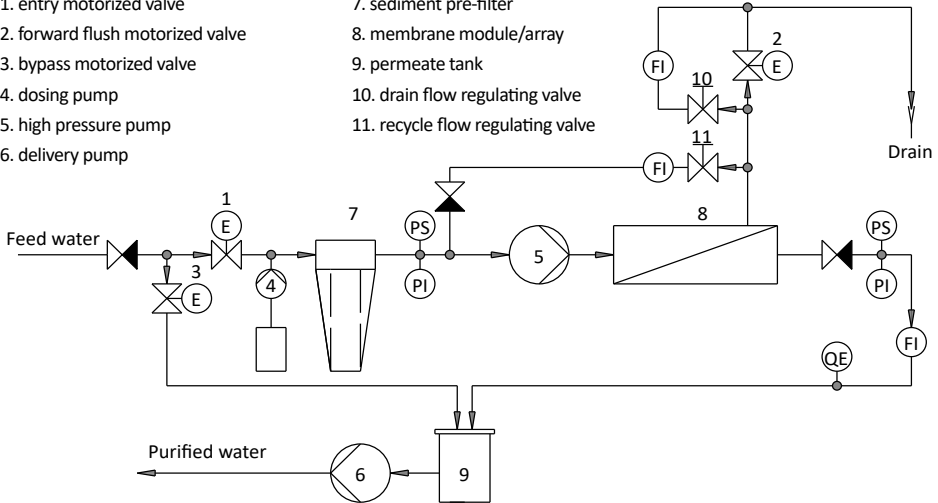 1. entry motorized valve
2. forward flush motorized valve
3. bypass motorized valve
4. dosing pump
5. high pressure pump
6. delivery pump
7. sediment pre-filter
8. membrane module/array
9. permeate tank
10. drain flow regulating valve
11. recycle flow regulating valve
2
FI
E
10
Drain
11
FI
1
7
8
E
PS
PS
Feed water
5
3
4
PI
PI
E
FI
QE
Purified water
6
9